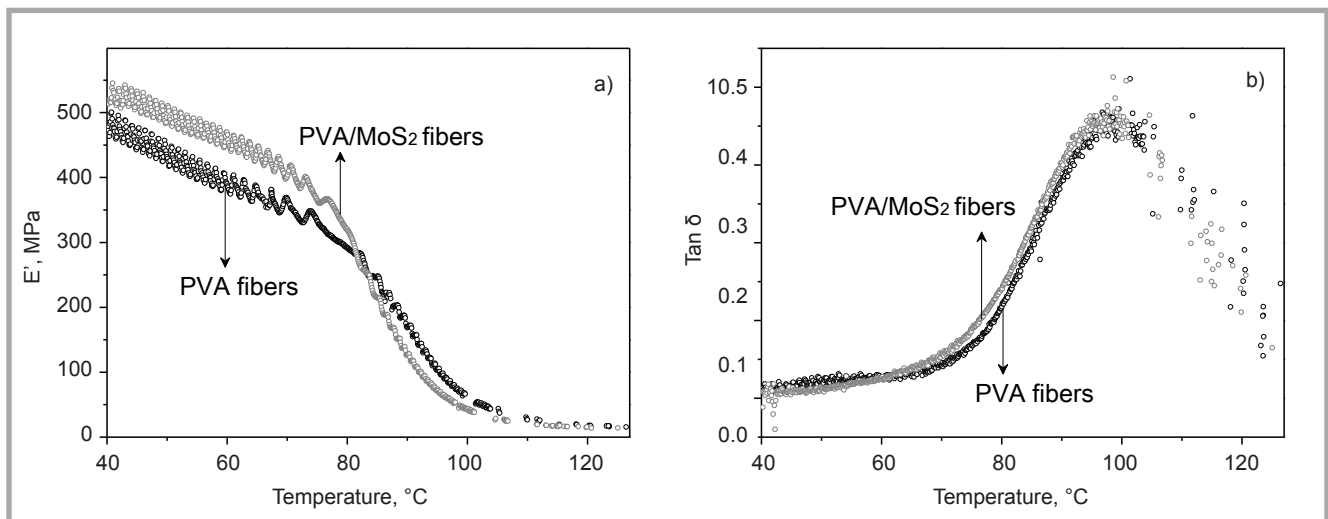 a)
500
400
300
200
100
0
E', MPa
PVA/MoS2 fibers
PVA fibers
40 60 80 100 120
Temperature, °C
b)
10.5
0.4
0.3
0.2
0.1
0.0
Tan δ
PVA/MoS2 fibers
PVA fibers
40 60 80 100 120
Temperature, °C